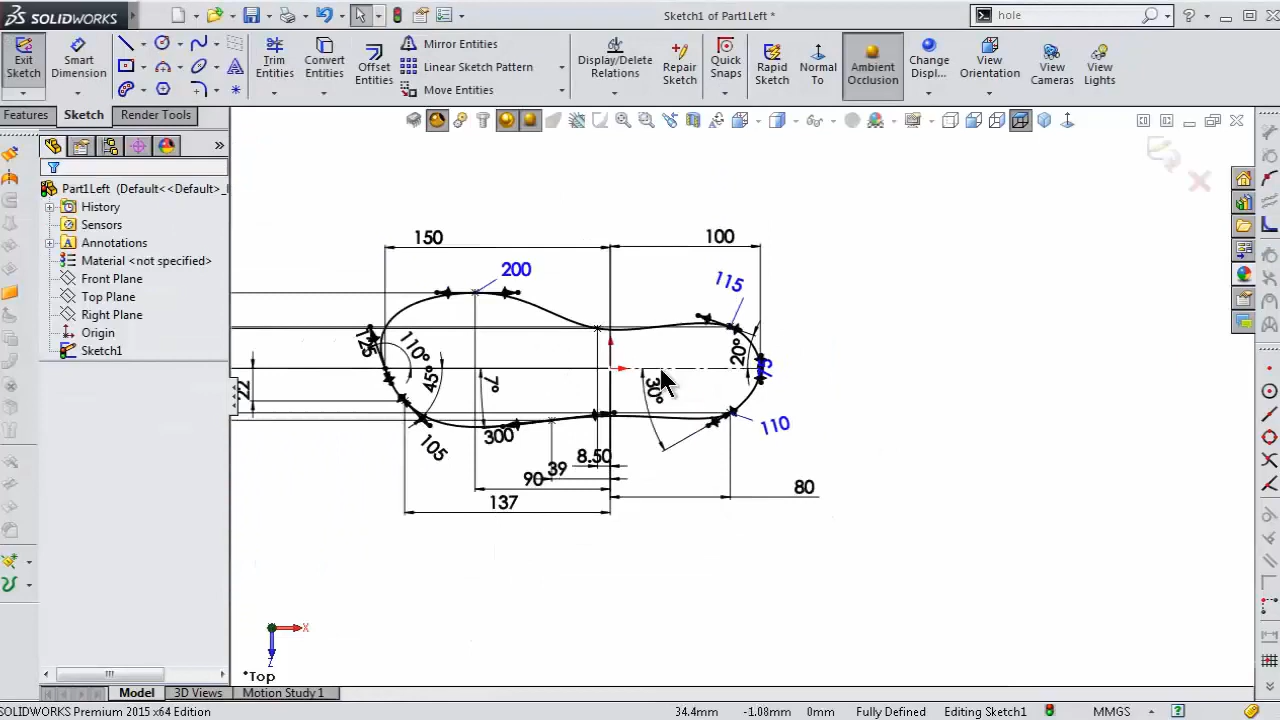 SOLIDWORKS
Sketch1 of Part1Left *
hole
Exit Sketch
Smart Dimension
Trim Entities
Convert Entities
Offset Entities
Mirror Entities
Linear Sketch Pattern
Move Entities
Display/Delete Relations
Repair Sketch
Quick Snaps
Rapid Sketch
Normal To
Ambient Occlusion
Change Displ...
View Orientation
View Cameras
View Lights
Features
Sketch
Render Tools
Part1Left (Default<<Default>_
History
Sensors
Annotations
Material <not specified>
Front Plane
Top Plane
Right Plane
Origin
Sketch1
150
100
200
115
110°
45°
7°
20°
75
30°
22
105
300
110
8.50
39
90
137
80
X
Z
*Top
Model
3D Views
Motion Study 1
SOLIDWORKS Premium 2015 x64 Edition
34.4mm
-1.08mm
0mm
Fully Defined
Editing Sketch1
MMGS